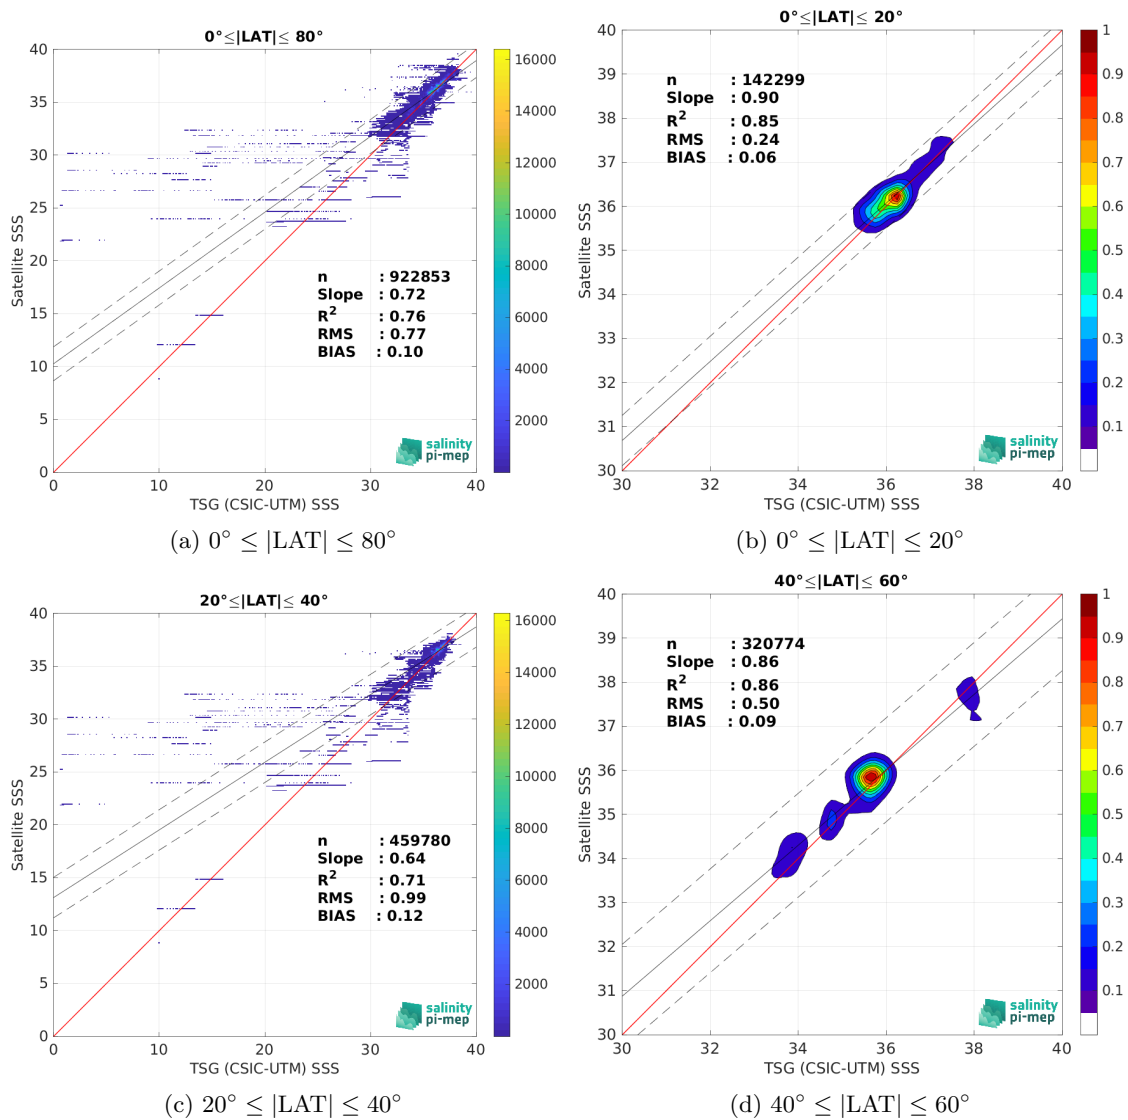 0°≤|LAT|≤ 80°
40
35
30
25
20
15
10
5
0
Satellite SSS
n : 922853
Slope : 0.72
R2 : 0.76
RMS : 0.77
BIAS : 0.10
salinity
pi-mep
0 10 20 30 40
TSG (CSIC-UTM) SSS
16000
14000
12000
10000
8000
6000
4000
2000
(a) 0° ≤ |LAT| ≤ 80°
0°≤|LAT|≤ 20°
40
39
38
37
36
35
34
33
32
31
30
Satellite SSS
n : 142299
Slope : 0.90
R2 : 0.85
RMS : 0.24
BIAS : 0.06
salinity
pi-mep
30 32 34 36 38 40
TSG (CSIC-UTM) SSS
1
0.9
0.8
0.7
0.6
0.5
0.4
0.3
0.2
0.1
(b) 0° ≤ |LAT| ≤ 20°
20°≤|LAT|≤ 40°
40
35
30
25
20
15
10
5
0
Satellite SSS
n : 459780
Slope : 0.64
R2 : 0.71
RMS : 0.99
BIAS : 0.12
salinity
pi-mep
0 10 20 30 40
TSG (CSIC-UTM) SSS
16000
14000
12000
10000
8000
6000
4000
2000
(c) 20° ≤ |LAT| ≤ 40°
40°≤|LAT|≤ 60°
40
39
38
37
36
35
34
33
32
31
30
Satellite SSS
n : 320774
Slope : 0.86
R2 : 0.86
RMS : 0.50
BIAS : 0.09
salinity
pi-mep
30 32 34 36 38 40
TSG (CSIC-UTM) SSS
1
0.9
0.8
0.7
0.6
0.5
0.4
0.3
0.2
0.1
(d) 40° ≤ |LAT| ≤ 60°